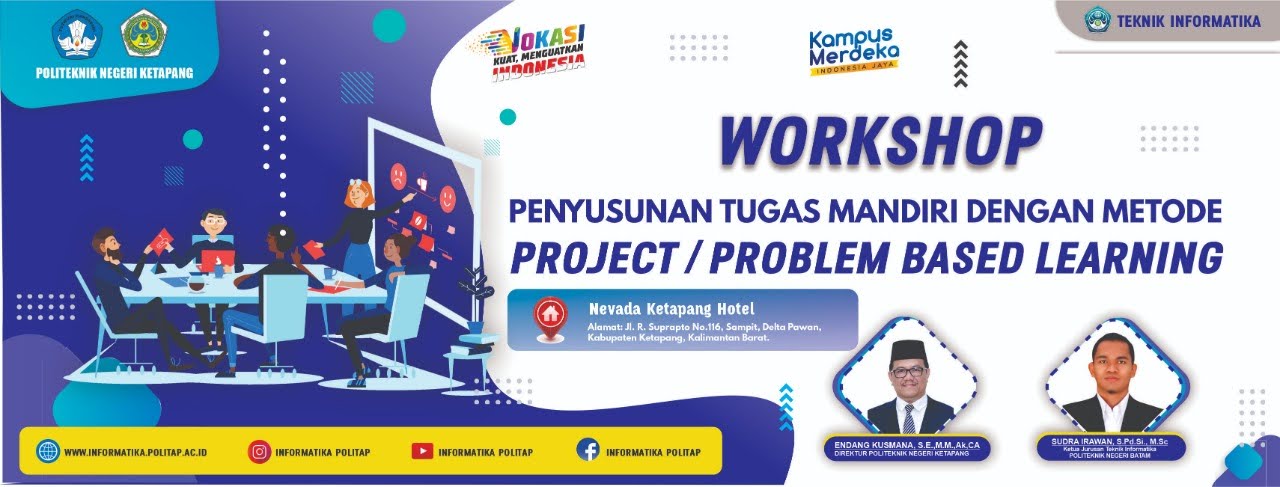 POLITEKNIK NEGERI KETAPANG
VOKASI
KUAT, MENGUATKAN
INDONESIA
Kampus
Merdeka
INDONESIA JAYA
TEKNIK INFORMATIKA
WORKSHOP
PENYUSUNAN TUGAS MANDIRI DENGAN METODE
PROJECT / PROBLEM BASED LEARNING
Nevada Ketapang Hotel
Alamat: Jl. R. Suprapto No.116, Sampit, Delta Pawan,
Kabupaten Ketapang, Kalimantan Barat.
ENDANG KUSMANA, S.E.,M.M.,Ak,CA
DIREKTUR POLITEKNIK NEGERI KETAPANG
SUDRA IRAWAN, S.Pd.Si., M.Sc
Ketua Jurusan Teknik Informatika
POLITEKNIK NEGERI BATAM
WWW.INFORMATIKA.POLITAP.AC.ID
INFORMATIKA POLITAP
INFORMATIKA POLITAP
INFORMATIKA POLITAP